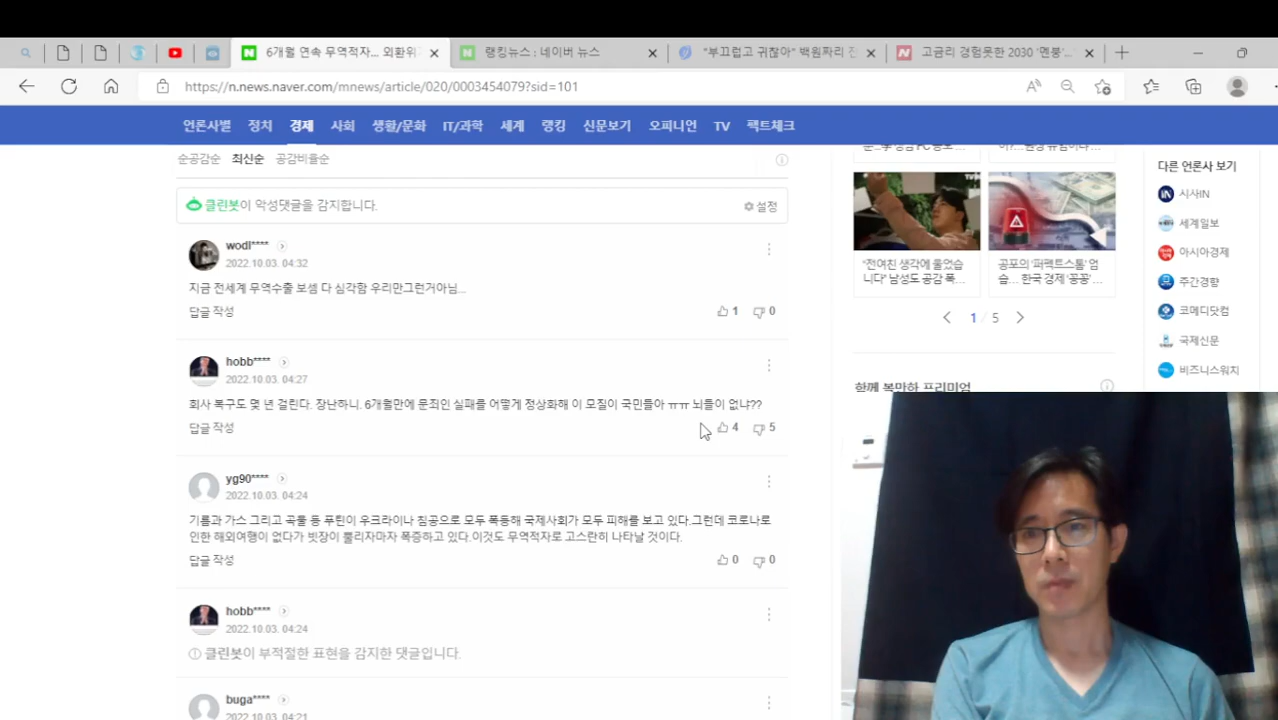 6개월 연속 무역적자... 외환위
랭킹뉴스 : 네이버 뉴스
"부끄럽고 귀찮아" 백원짜리 잔
고금리 경험못한 2030 '멘붕'...
https://n.news.naver.com/mnews/article/020/0003454079?sid=101
언론사별 정치 경제 사회 생활/문화 IT/과학 세계 랭킹 신문보기 오피니언 TV 팩트체크
순공감순 최신순 공감비율순
클린봇이 악성댓글을 감지합니다.
설정
wodl****
2022.10.03. 04:32
지금 전세계 무역수출 보셈 다 심각함 우리만그런거아님...
답글 작성
1 0
hobb****
2022.10.03. 04:27
회사 복구도 몇 년 걸린다. 장난하니. 6개월만에 문죄인 실패를 어떻게 정상화해 이 모질이 국민들아 ㅠㅠ 뇌들이 없냐??
답글 작성
4 5
yg90****
2022.10.03. 04:24
기름과 가스 그리고 곡물 등 푸틴이 우크라이나 침공으로 모두 폭등해 국제사회가 모두 피해를 보고 있다.그런데 코로나로
인한 해외여행이 없다가 빗장이 풀리자마자 폭증하고 있다.이것도 무역적자로 고스란히 나타날 것이다.
답글 작성
0 0
hobb****
2022.10.03. 04:24
클린봇이 부적절한 표현을 감지한 댓글입니다.
buga****
2022.10.03. 04:21
"전여친 생각에 울었습
니다" 남성도 공감 폭...
공포의 '퍼펙트스톰' 엄
습... 한국 경제 '꽁꽁'...
1 / 5
함께 볼만한 프리미엄
다른 언론사 보기
시사IN
세계일보
아시아경제
주간경향
코메디닷컴
국제신문
비즈니스워치